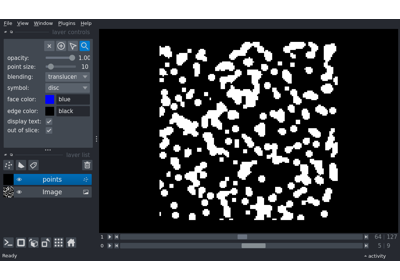 File View Window Plugins Help
layer controls
opacity: 1.00
point size: 10
blending: translucen
symbol: disc
face color: blue
edge color: black
display text:
out of slice:
layer list
points
Image
1 64 127
0 5 9
Ready activity